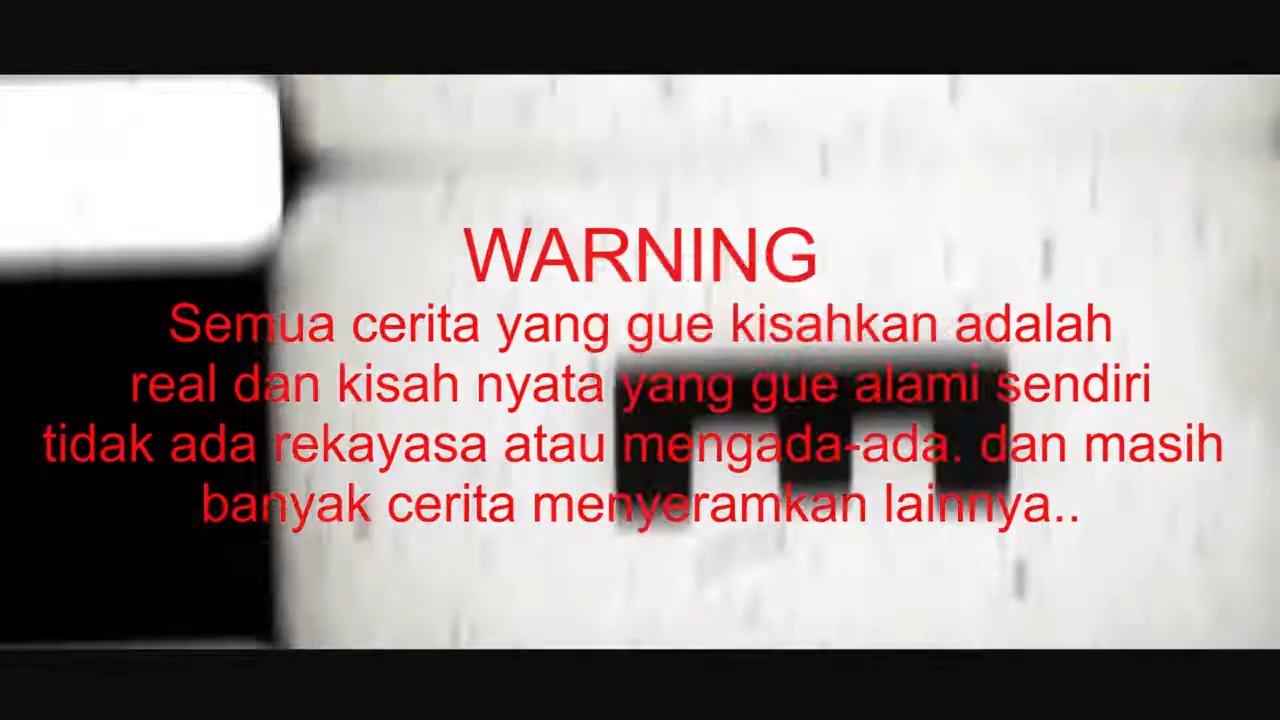 WARNING
Semua cerita yang gue kisahkan adalah
real dan kisah nyata yang gue alami sendiri
tidak ada rekayasa atau mengada-ada. dan masih
banyak cerita menyeramkan lainnya..